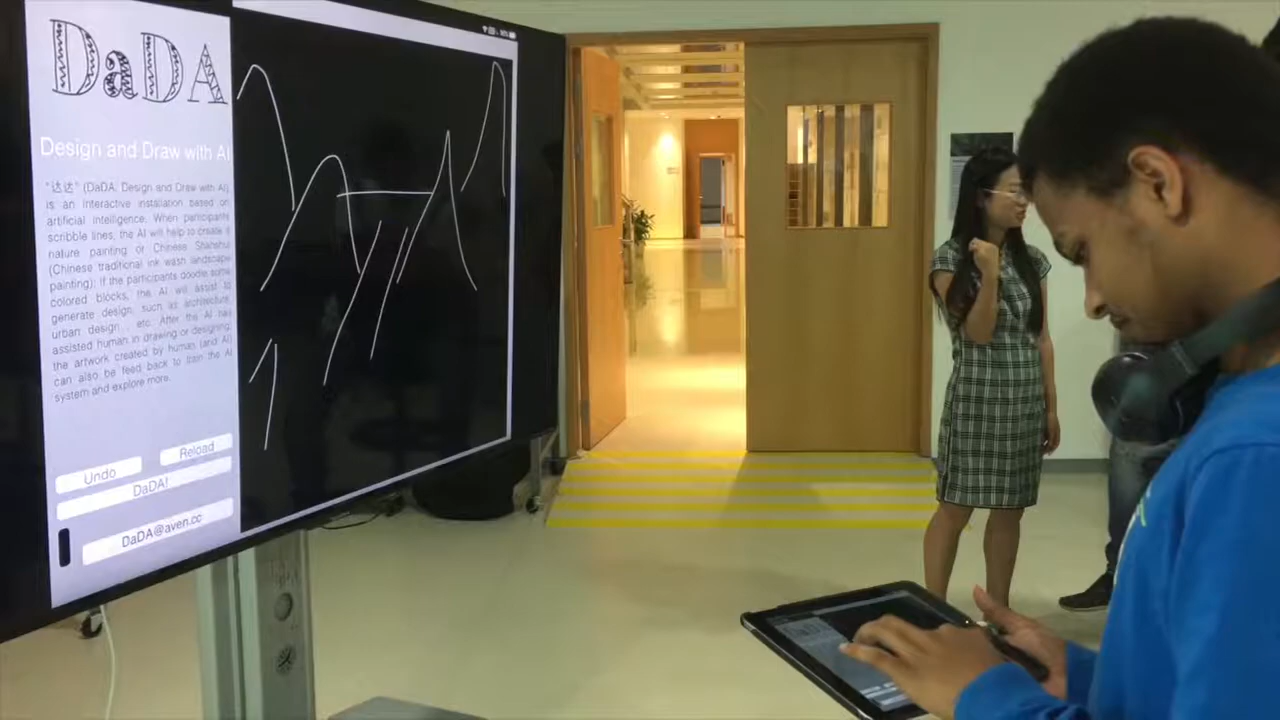 DaDA
Design and Draw with AI
"达达" (DaDA, Design and Draw with AI)
is an interactive installation based on
artificial intelligence. When participants
scribble lines, the AI will help to create a
nature painting or Chinese Shanshui
(Chinese traditional ink wash landscape
painting); if the participants doodle some
colored blocks, the AI will assist to
generate design, such as architecture,
urban design... etc. After the AI has
assisted human in drawing or designing,
the artwork created by human (and AI)
can also be feed back to train the AI
system and explore more.
Undo
Reload
DaDA!
DaDA@aven.cc